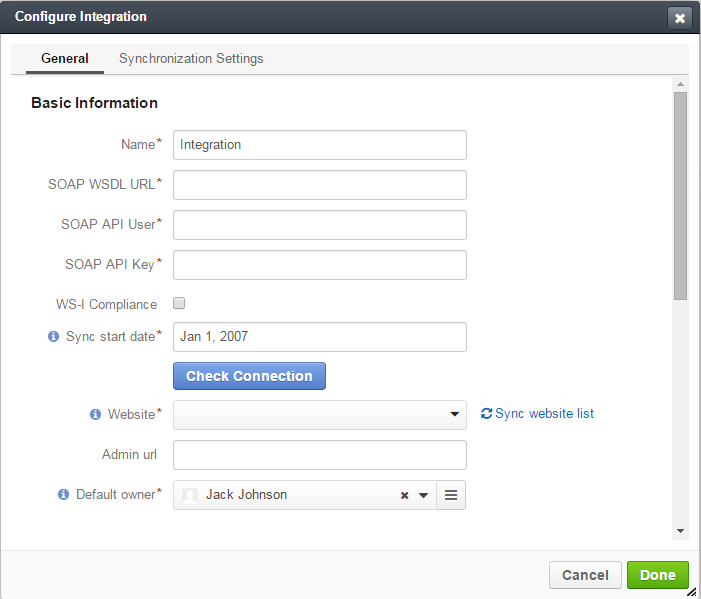 Configure Integration
General Synchronization Settings
Basic Information
Name* Integration
SOAP WSDL URL*
SOAP API User*
SOAP API Key*
WS-I Compliance
Sync start date* Jan 1, 2007
Check Connection
Website* Sync website list
Admin url
Default owner* Jack Johnson
Cancel Done